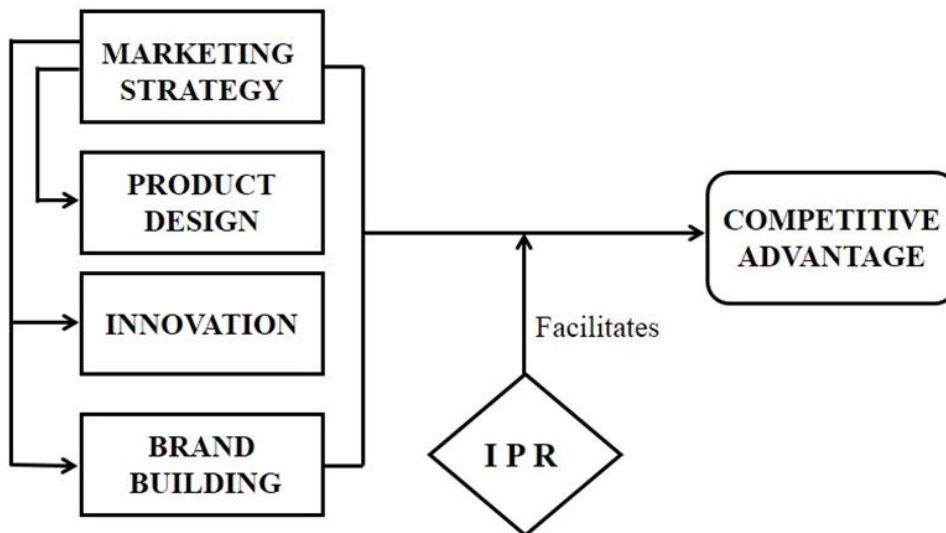 MARKETING
STRATEGY
PRODUCT
DESIGN
INNOVATION
BRAND
BUILDING
Facilitates
I P R
COMPETITIVE
ADVANTAGE